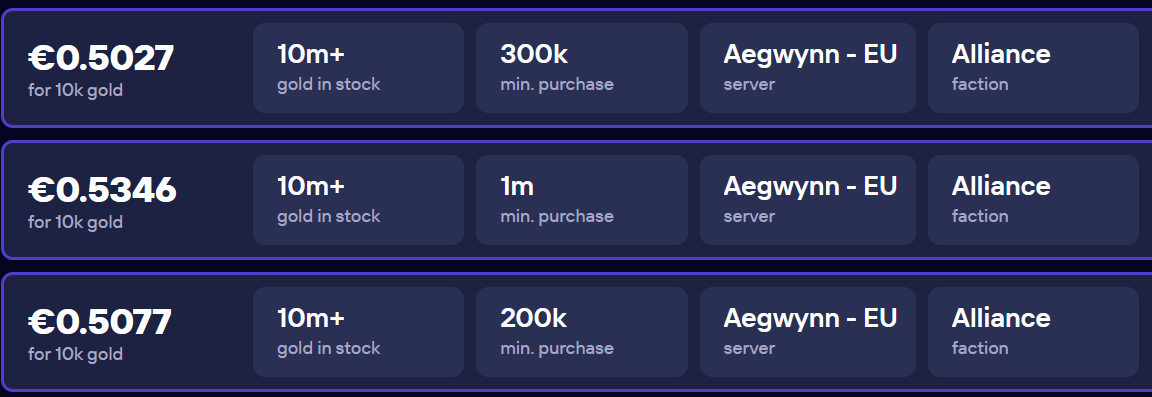 €0.5027
for 10k gold
10m+
gold in stock
300k
min. purchase
Aegwynn - EU
server
Alliance
faction
€0.5346
for 10k gold
10m+
gold in stock
1m
min. purchase
Aegwynn - EU
server
Alliance
faction
€0.5077
for 10k gold
10m+
gold in stock
200k
min. purchase
Aegwynn - EU
server
Alliance
faction